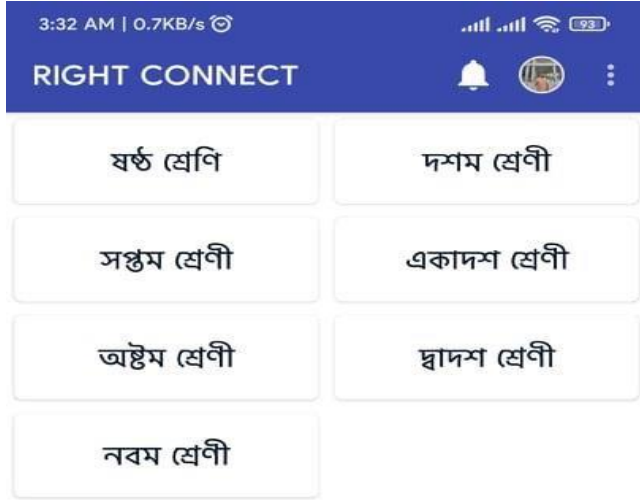 3:32 AM | 0.7KB/s
93
RIGHT CONNECT
ষষ্ঠ শ্রেণি
দশম শ্রেণী
সপ্তম শ্রেণী
একাদশ শ্রেণী
অষ্টম শ্রেণী
দ্বাদশ শ্রেণী
নবম শ্রেণী